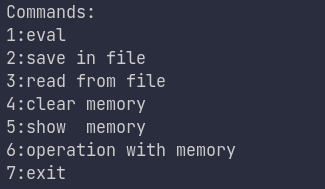 Commands:
1:eval
2:save in file
3:read from file
4:clear memory
5:show  memory
6:operation with memory
7:exit